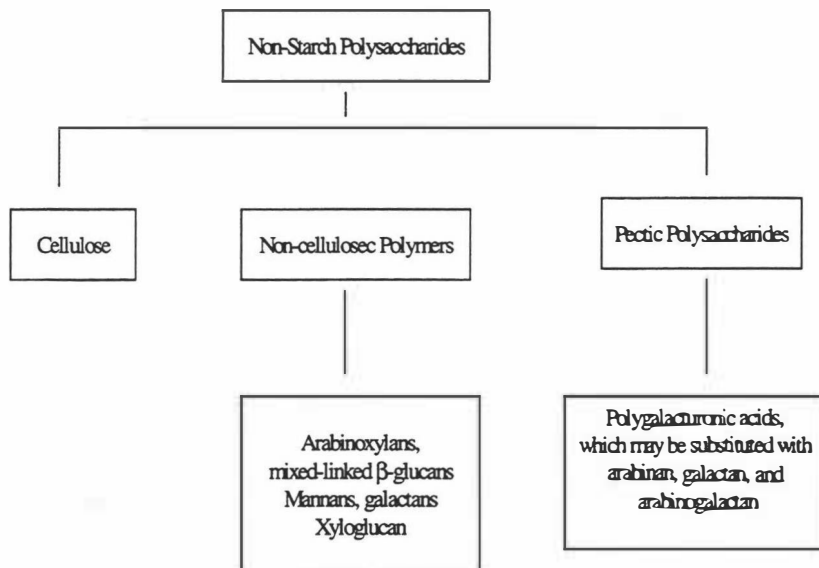 Non-Starch Polysaccharides
Cellulose
Non-cellulosec Polymers
Pectic Polysaccharides
Arabinoxylans,
mixed-linked β-glucans
Mannans, galactans
Xyloglucan
Polygalacturonic acids,
which may be substituted with
arabinan, galactan, and
arabinogalactan